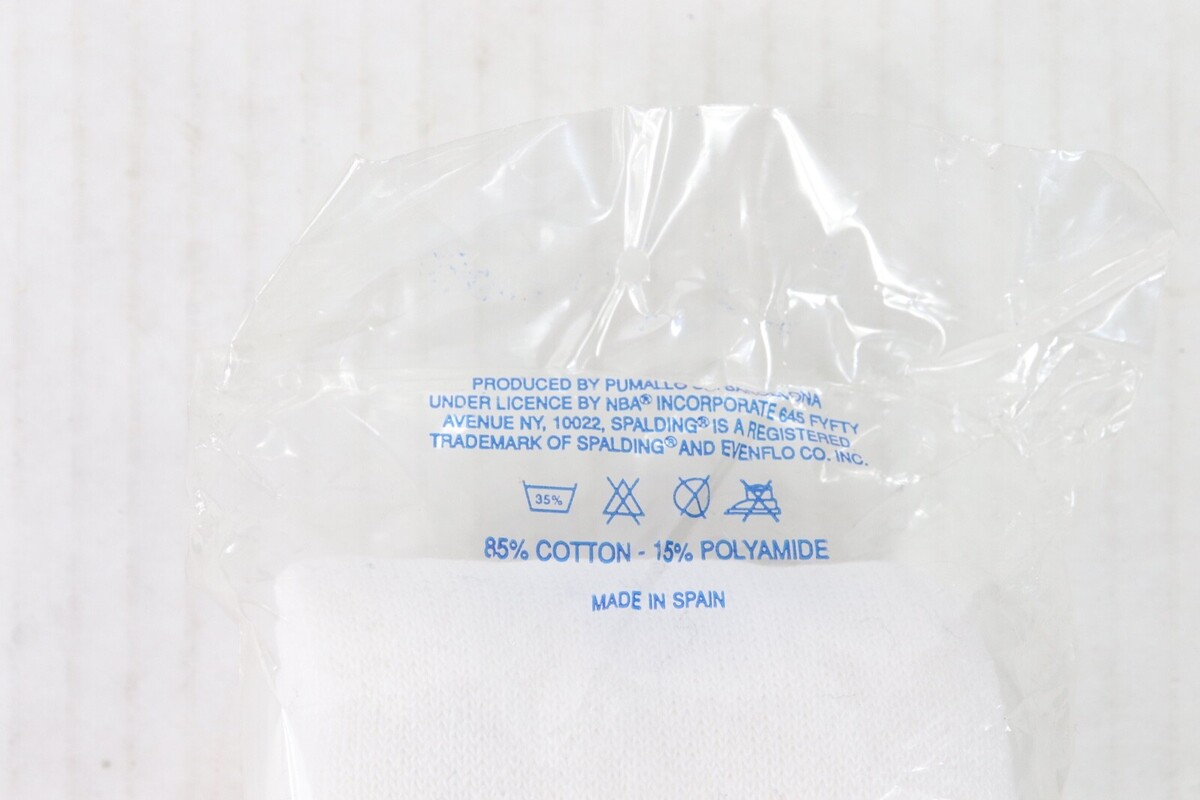 PRODUCED BY PUMALLO
UNDER LICENCE BY NBA® INCORPORATE 645 FYFTY
AVENUE NY, 10022, SPALDING® IS A REGISTERED
TRADEMARK OF SPALDING® AND EVENFLO CO. INC.
35%
85% COTTON - 15% POLYAMIDE
MADE IN SPAIN